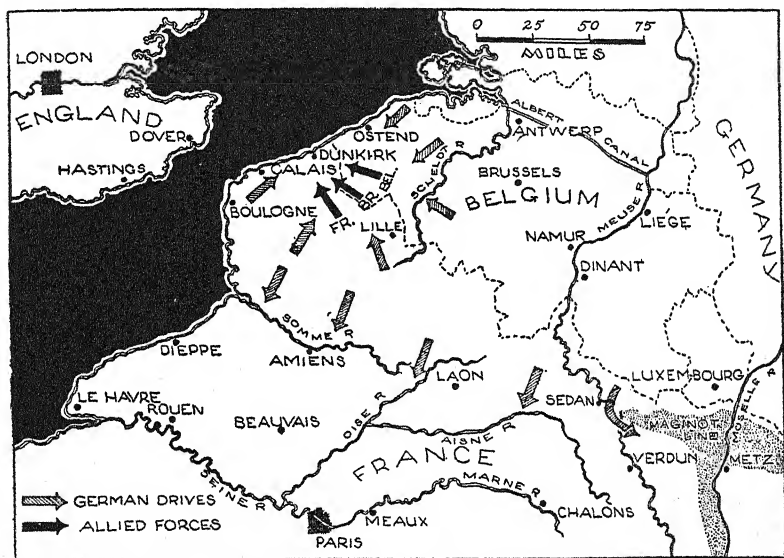 0 25 50 75
MILES
LONDON
ENGLAND
DOVER
HASTINGS
OSTEND
DUNKIRK
CALAIS
BOULOGNE
FR. BR. BEL.
LILLE
SCHELDT R
ANTWERP
ALBERT CANAL
BRUSSELS
BELGIUM
MEUSE R
LIÉGE
NAMUR
DINANT
GERMANY
SOMME R
DIEPPE
AMIENS
LE HAVRE
ROUEN
BEAUVAIS
OISE R
LAON
SEDAN
LUXEMBOURG
MOSELLE R
MAGINOT
LINE
AISNE R
FRANCE
VERDUN
METZ
SEINE R
MARNE R
MEAUX
CHALONS
PARIS
GERMAN DRIVES
ALLIED FORCES